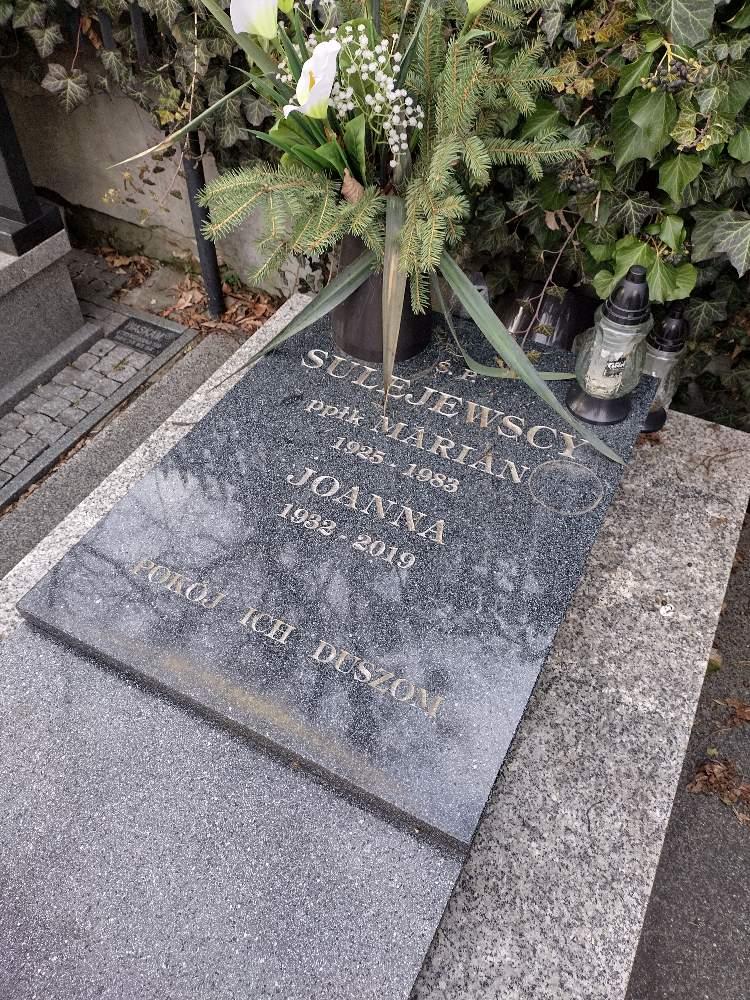 Ś. P.
SULEJEWSCY
ppłk MARIAN
1925 - 1983
JOANNA
1932 - 2019
POKÓJ ICH DUSZOM